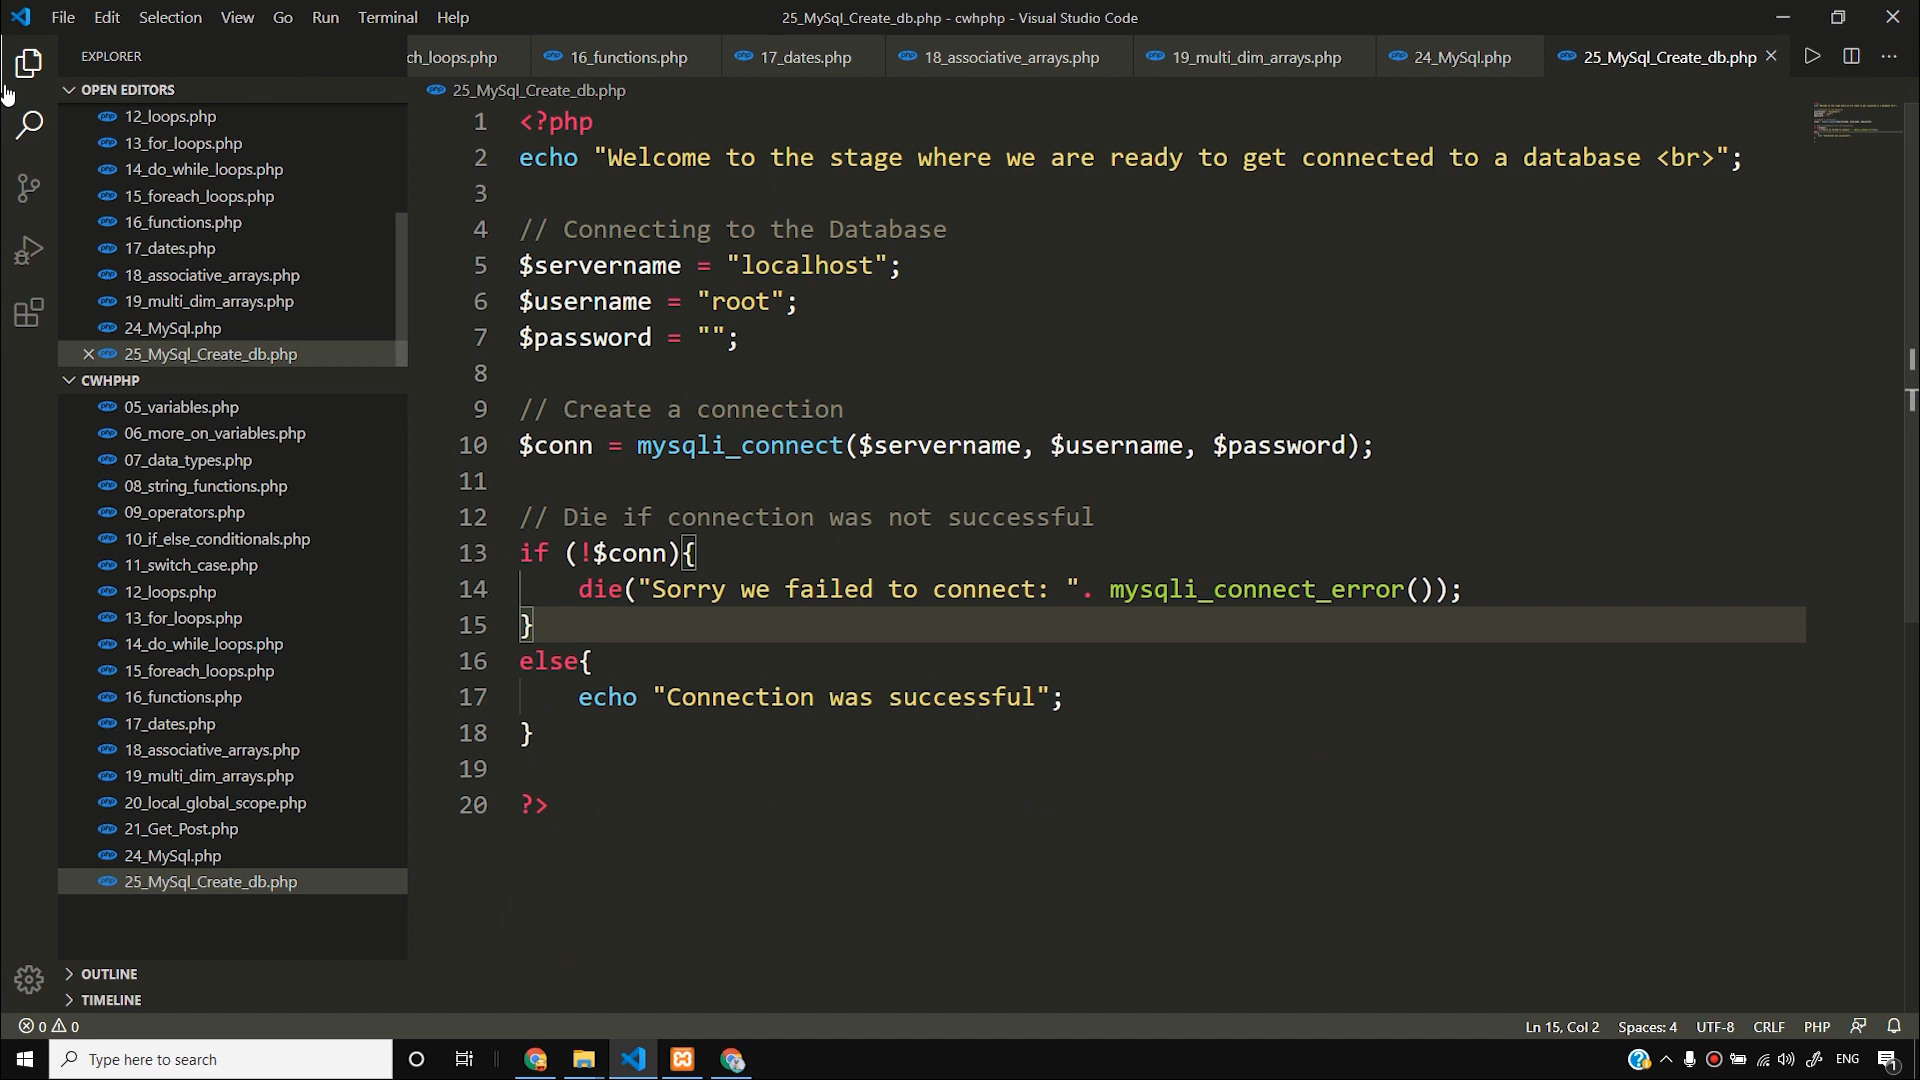 File Edit Selection View Go Run Terminal Help
25_MySql_Create_db.php - cwhphp - Visual Studio Code
EXPLORER
ch_loops.php 16_functions.php 17_dates.php 18_associative_arrays.php 19_multi_dim_arrays.php 24_MySql.php 25_MySql_Create_db.php
OPEN EDITORS
12_loops.php
13_for_loops.php
14_do_while_loops.php
15_foreach_loops.php
16_functions.php
17_dates.php
18_associative_arrays.php
19_multi_dim_arrays.php
24_MySql.php
25_MySql_Create_db.php
CWHPHP
05_variables.php
06_more_on_variables.php
07_data_types.php
08_string_functions.php
09_operators.php
10_if_else_conditionals.php
11_switch_case.php
12_loops.php
13_for_loops.php
14_do_while_loops.php
15_foreach_loops.php
16_functions.php
17_dates.php
18_associative_arrays.php
19_multi_dim_arrays.php
20_local_global_scope.php
21_Get_Post.php
24_MySql.php
25_MySql_Create_db.php
OUTLINE
TIMELINE
25_MySql_Create_db.php
1 <?php
2 echo "Welcome to the stage where we are ready to get connected to a database <br>";
3
4 // Connecting to the Database
5 $servername = "localhost";
6 $username = "root";
7 $password = "";
8
9 // Create a connection
10 $conn = mysqli_connect($servername, $username, $password);
11
12 // Die if connection was not successful
13 if (!$conn){
14 die("Sorry we failed to connect: ". mysqli_connect_error());
15 }
16 else{
17 echo "Connection was successful";
18 }
19
20 ?>
0 0
Ln 15, Col 2 Spaces: 4 UTF-8 CRLF PHP
Type here to search
ENG
1